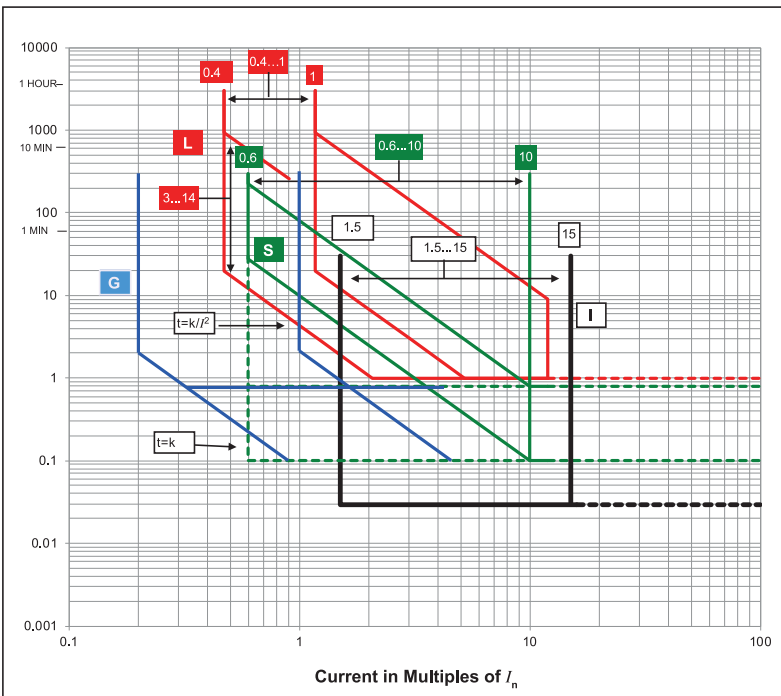 10000
1 HOUR
1000
10 MIN
100
1 MIN
10
1
0.1
0.01
0.001
0.4
0.4...1
1
L
0.6
0.6...10
10
3...14
1.5
15
S
1.5...15
G
I
t=k/I²
t=k
0.1
1
10
100
Current in Multiples of Iₙ